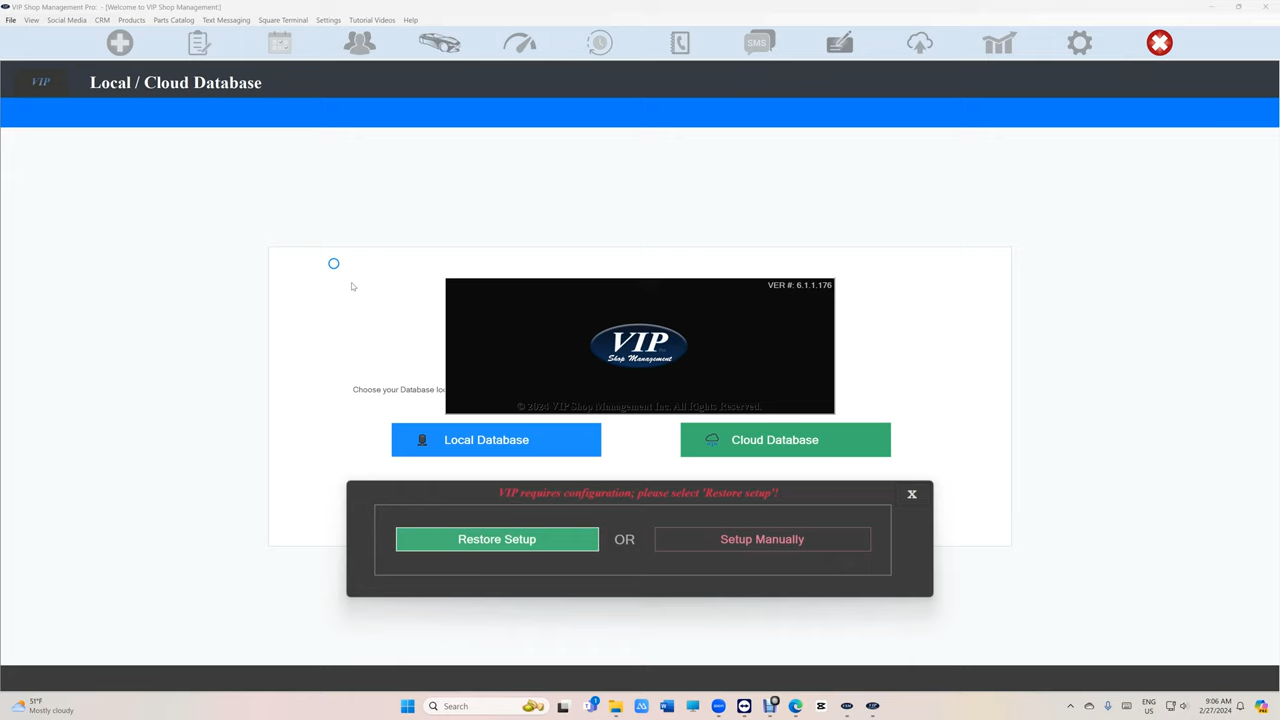 VIP Shop Management Pro: - [Welcome to VIP Shop Management:]
File View Social Media CRM Products Parts Catalog Text Messaging Square Terminal Settings Tutorial Videos Help
SMS
VIP Local / Cloud Database
VER #: 6.1.1.176
VIP
Shop Management
Choose your Database loc
© 2024 VIP Shop Management Inc. All Rights Reserved.
Local Database Cloud Database
VIP requires configuration; please select 'Restore setup'! X
Restore Setup OR Setup Manually
51°F
Mostly cloudy
Search
ENG
US
9:06 AM
2/27/2024